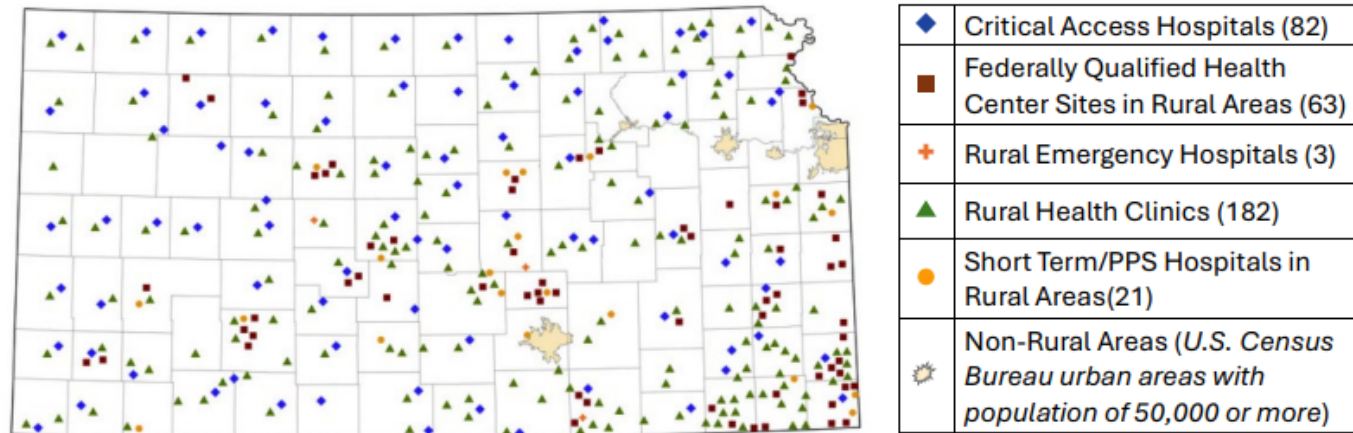 Critical Access Hospitals (82)
Federally Qualified Health
Center Sites in Rural Areas (63)
Rural Emergency Hospitals (3)
Rural Health Clinics (182)
Short Term/PPS Hospitals in
Rural Areas(21)
Non-Rural Areas (U.S. Census
Bureau urban areas with
population of 50,000 or more)